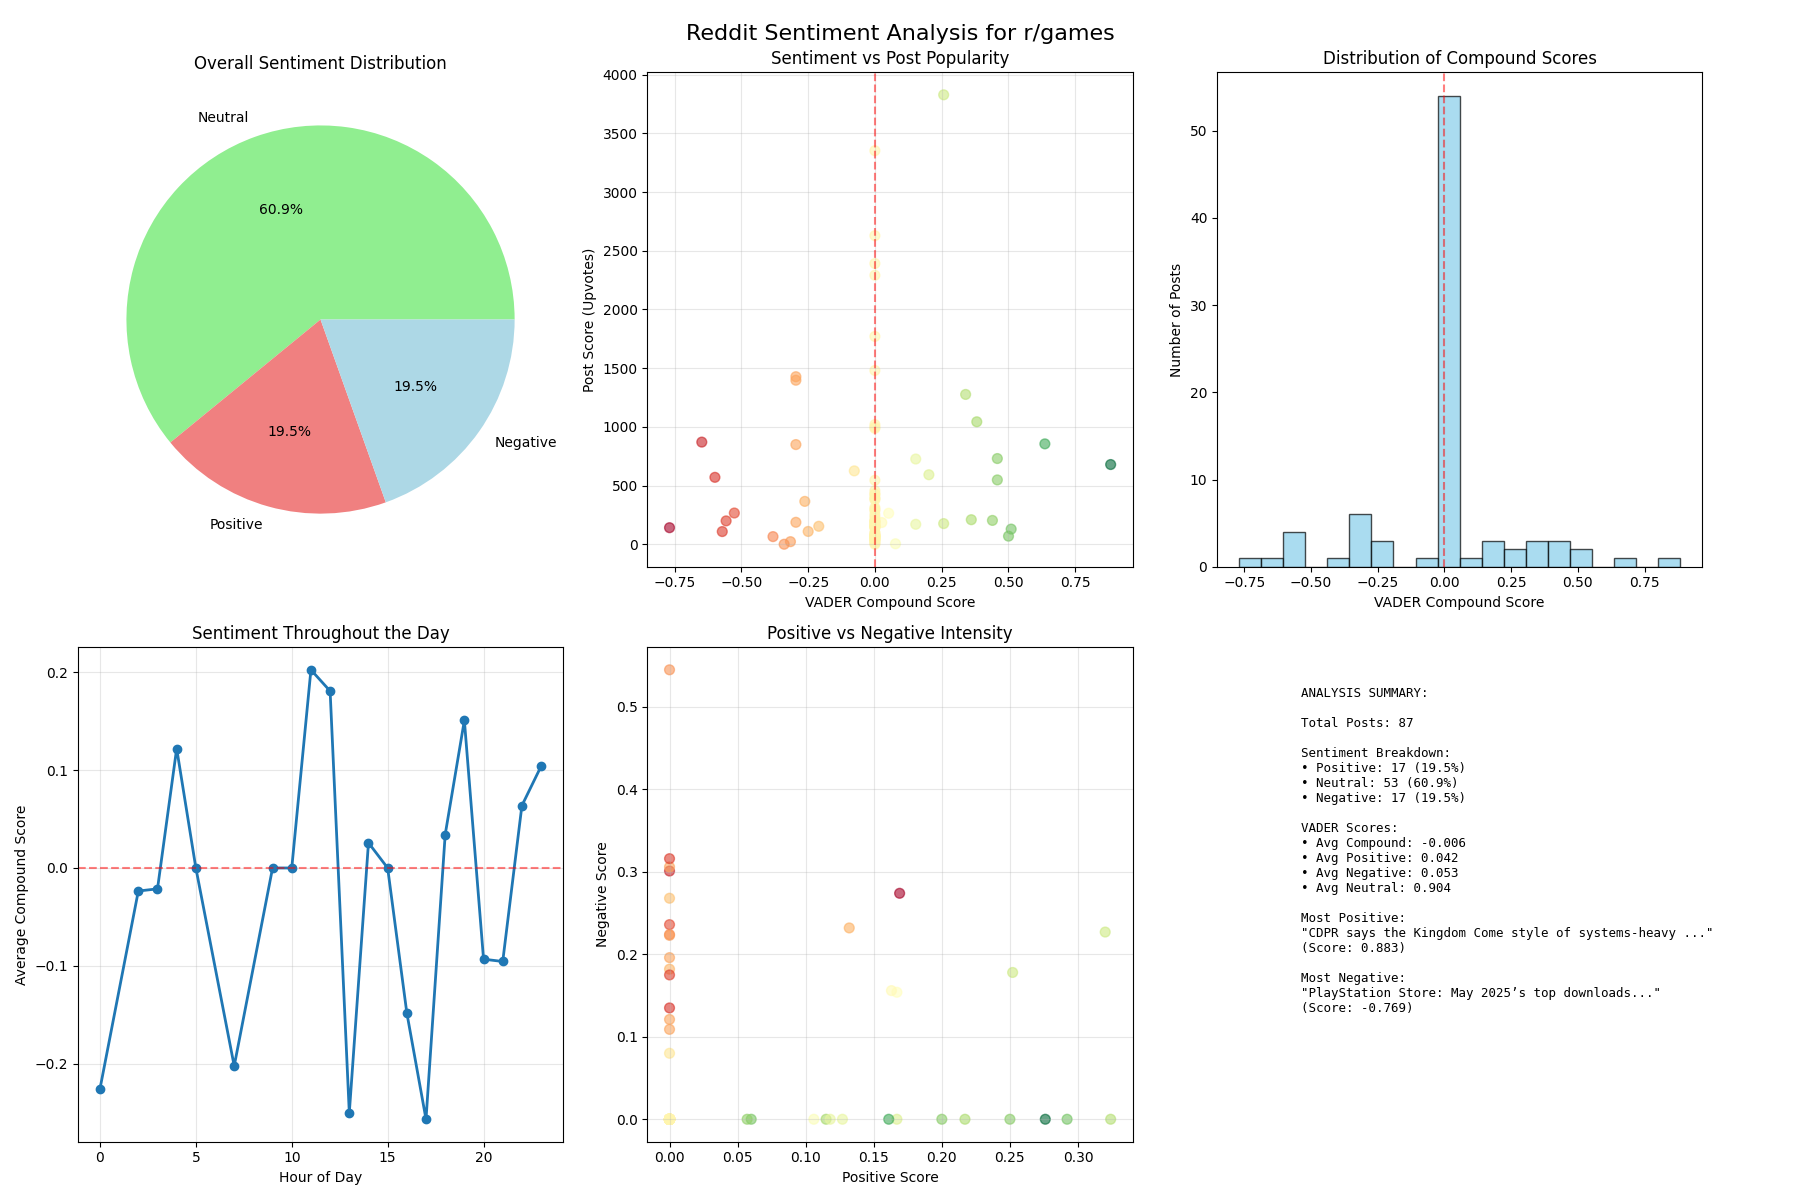 Reddit Sentiment Analysis for r/games
Overall Sentiment Distribution
Neutral
60.9%
19.5%
19.5%
Negative
Positive
Sentiment vs Post Popularity
Post Score (Upvotes)
4000
3500
3000
2500
2000
1500
1000
500
0
−0.75 −0.50 −0.25 0.00 0.25 0.50 0.75
VADER Compound Score
Distribution of Compound Scores
Number of Posts
50
40
30
20
10
0
−0.75 −0.50 −0.25 0.00 0.25 0.50 0.75
VADER Compound Score
Sentiment Throughout the Day
Average Compound Score
0.2
0.1
0.0
−0.1
−0.2
0 5 10 15 20
Hour of Day
Positive vs Negative Intensity
Negative Score
0.5
0.4
0.3
0.2
0.1
0.0
0.00 0.05 0.10 0.15 0.20 0.25 0.30
Positive Score
ANALYSIS SUMMARY:
Total Posts: 87
Sentiment Breakdown:
• Positive: 17 (19.5%)
• Neutral: 53 (60.9%)
• Negative: 17 (19.5%)
VADER Scores:
• Avg Compound: -0.006
• Avg Positive: 0.042
• Avg Negative: 0.053
• Avg Neutral: 0.904
Most Positive:
"CDPR says the Kingdom Come style of systems-heavy ..."
(Score: 0.883)
Most Negative:
"PlayStation Store: May 2025’s top downloads..."
(Score: -0.769)